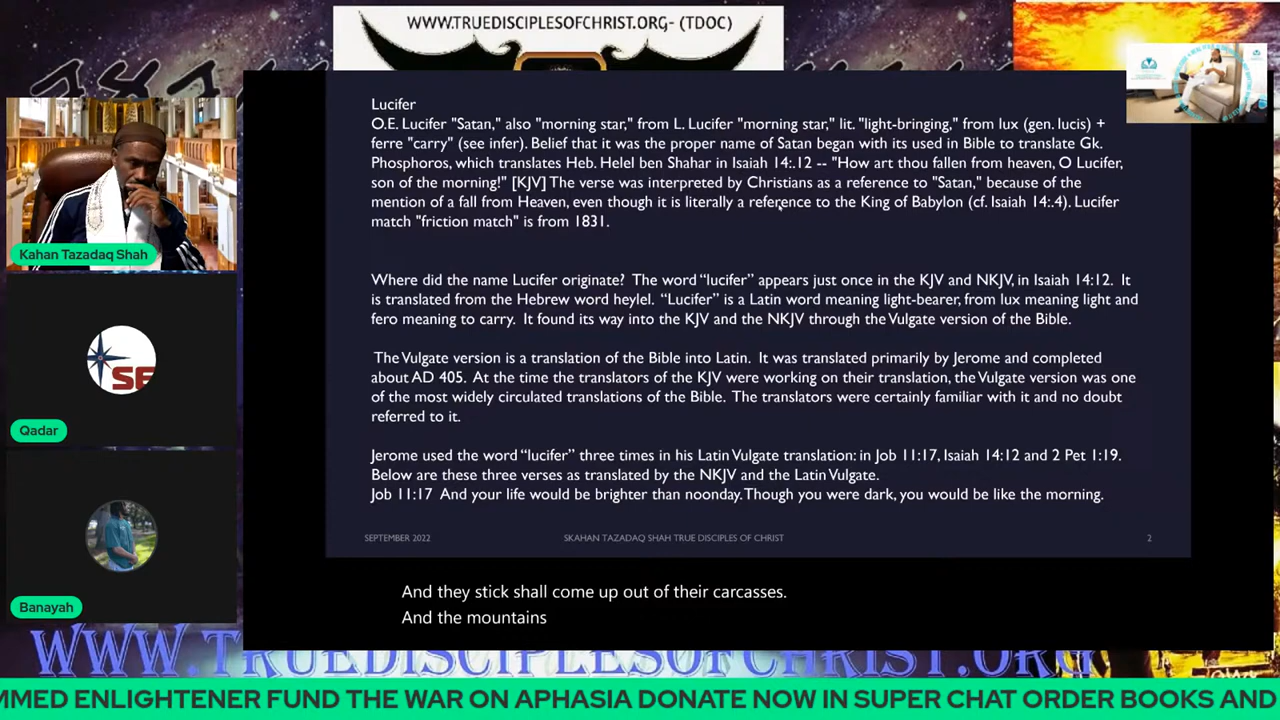 WWW.TRUEDISCIPLESOFCHRIST.ORG- (TDOC)
Lucifer
O.E. Lucifer "Satan," also "morning star," from L. Lucifer "morning star," lit. "light-bringing," from lux (gen. lucis) +
ferre "carry" (see infer). Belief that it was the proper name of Satan began with its used in Bible to translate Gk.
Phosphoros, which translates Heb. Helel ben Shahar in Isaiah 14:.12 -- "How art thou fallen from heaven, O Lucifer,
son of the morning!" [KJV] The verse was interpreted by Christians as a reference to "Satan," because of the
mention of a fall from Heaven, even though it is literally a reference to the King of Babylon (cf. Isaiah 14:.4). Lucifer
match "friction match" is from 1831.
Where did the name Lucifer originate? The word “lucifer” appears just once in the KJV and NKJV, in Isaiah 14:12. It
is translated from the Hebrew word heylel. “Lucifer” is a Latin word meaning light-bearer, from lux meaning light and
fero meaning to carry. It found its way into the KJV and the NKJV through the Vulgate version of the Bible.
The Vulgate version is a translation of the Bible into Latin. It was translated primarily by Jerome and completed
about AD 405. At the time the translators of the KJV were working on their translation, the Vulgate version was one
of the most widely circulated translations of the Bible. The translators were certainly familiar with it and no doubt
referred to it.
Jerome used the word “lucifer” three times in his Latin Vulgate translation: in Job 11:17, Isaiah 14:12 and 2 Pet 1:19.
Below are these three verses as translated by the NKJV and the Latin Vulgate.
Job 11:17 And your life would be brighter than noonday. Though you were dark, you would be like the morning.
SEPTEMBER 2022
SKAHAN TAZADAQ SHAH TRUE DISCIPLES OF CHRIST
2
Kahan Tazadaq Shah
SE
Qadar
Banayah
And they stick shall come up out of their carcasses.
And the mountains
WWW.TRUEDISCIPLESOFCHRIST.ORG
MMED ENLIGHTENER FUND THE WAR ON APHASIA DONATE NOW IN SUPER CHAT ORDER BOOKS AND